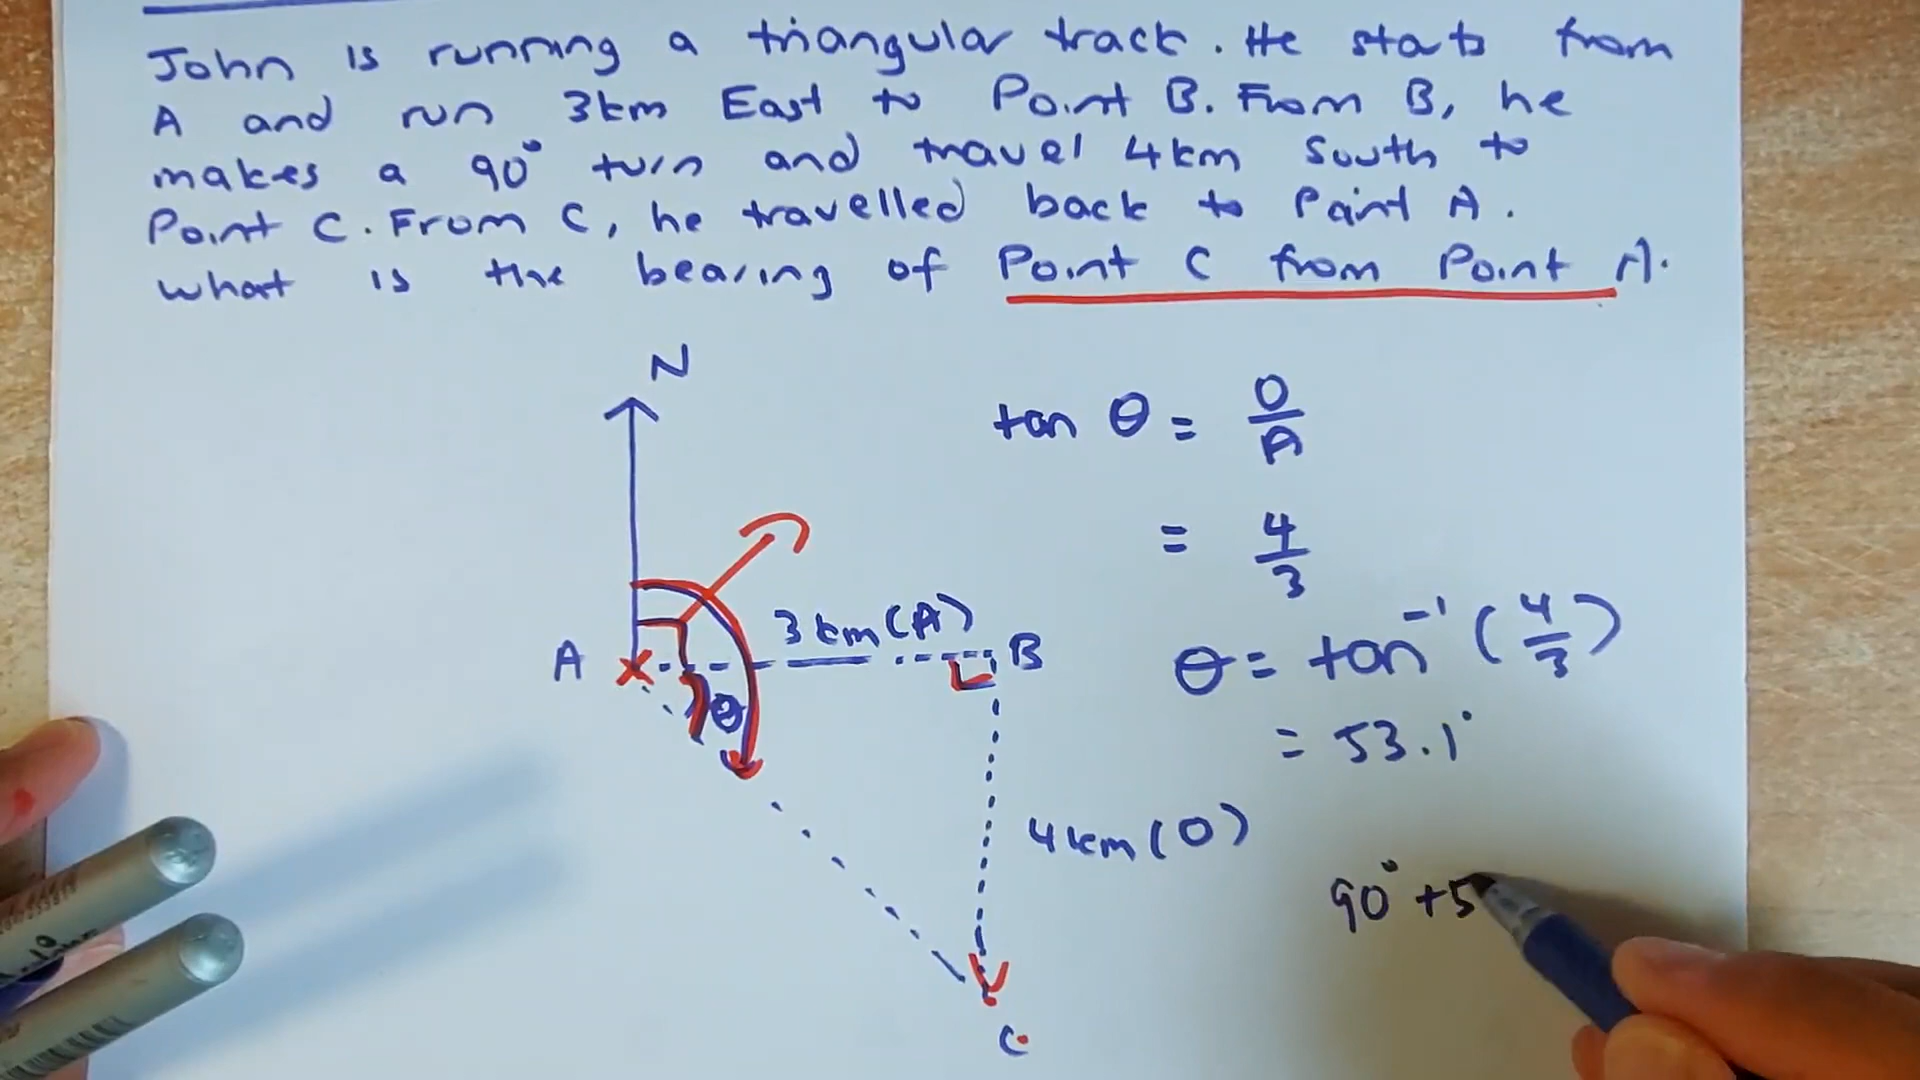 John is running a triangular track. He starts from
A and run 3km East to Point B. From B, he
makes a 90° turn and travel 4km South to
Point C. From C, he travelled back to Point A.
what is the bearing of Point C from Point A.
N
tan θ = O/A
= 4/3
3km (A)
A
B
θ = tan⁻¹ (4/3)
θ
= 53.1°
4km (O)
90° + 5
C